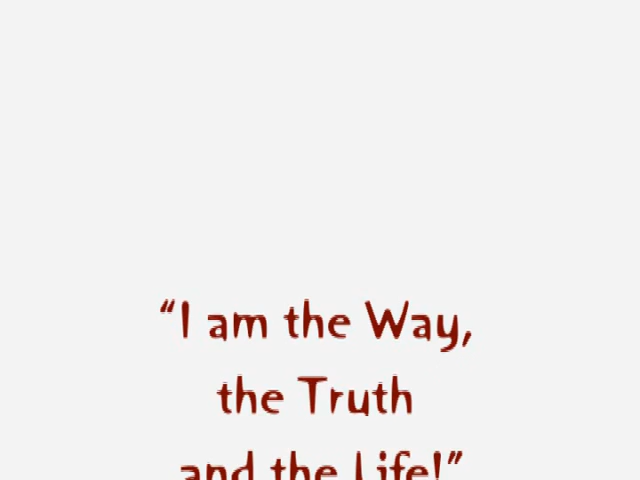 “I am the Way,
the Truth
and the Life!”